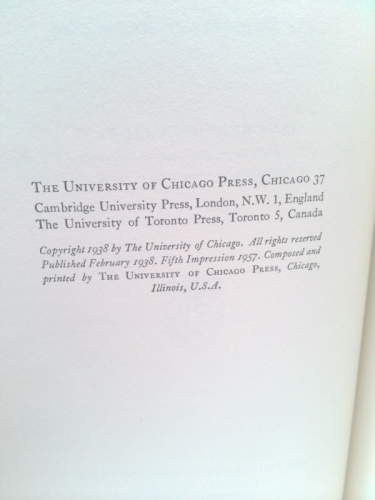 THE UNIVERSITY OF CHICAGO PRESS, CHICAGO 37
Cambridge University Press, London, N.W. 1, England
The University of Toronto Press, Toronto 5, Canada
Copyright 1938 by The University of Chicago. All rights reserved
Published February 1938. Fifth Impression 1957. Composed and
printed by THE UNIVERSITY OF CHICAGO PRESS, Chicago,
Illinois, U.S.A.